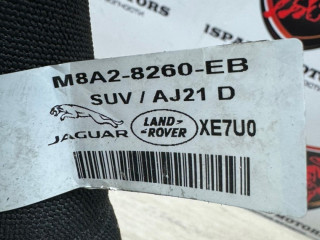 M8A2-8260-EB
SUV / AJ21 D
JAGUAR LAND ROVER XE7U0